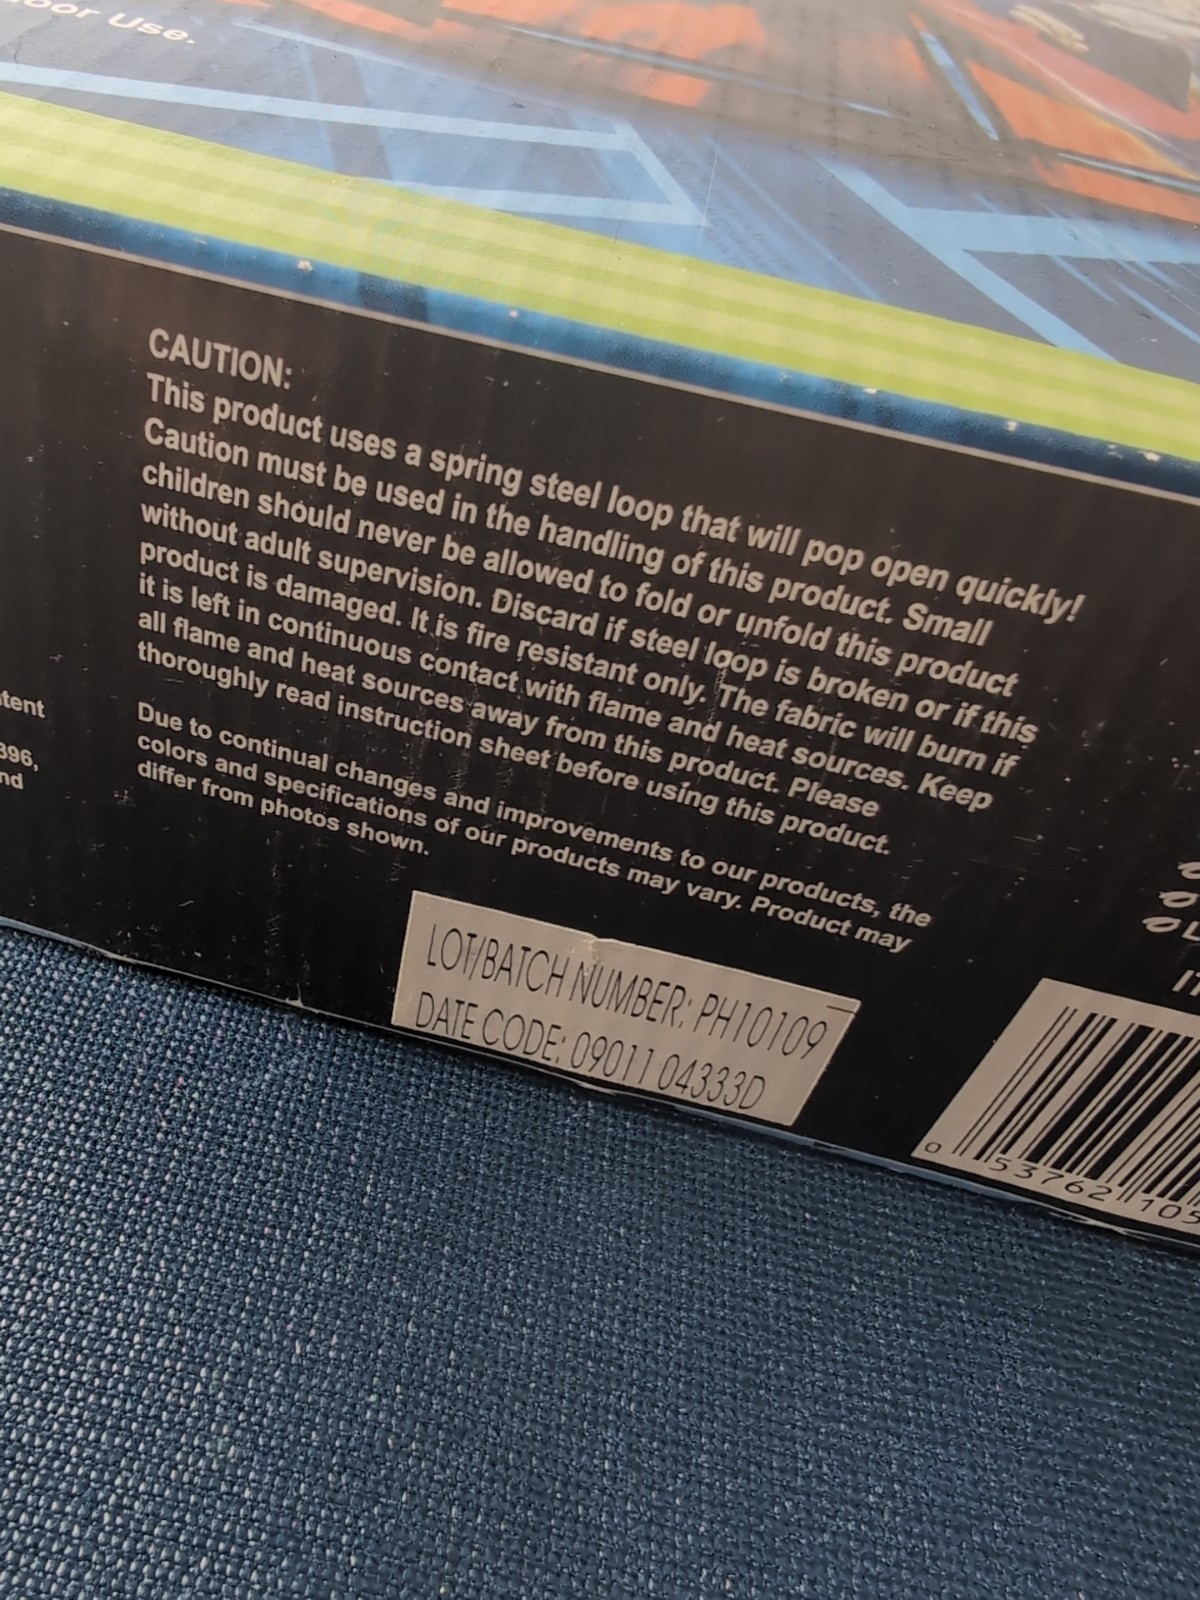 Use.
CAUTION:
This product uses a spring steel loop that will pop open quickly!
Caution must be used in the handling of this product. Small
children should never be allowed to fold or unfold this product
without adult supervision. Discard if steel loop is broken or if this
product is damaged. It is fire resistant only. The fabric will burn if
it is left in continuous contact with flame and heat sources. Keep
all flame and heat sources away from this product. Please
thoroughly read instruction sheet before using this product.
Due to continual changes and improvements to our products, the
colors and specifications of our products may vary. Product may
differ from photos shown.
396,
LOT/BATCH NUMBER: PH10109
DATE CODE: 09011 04333D
0 53762 105